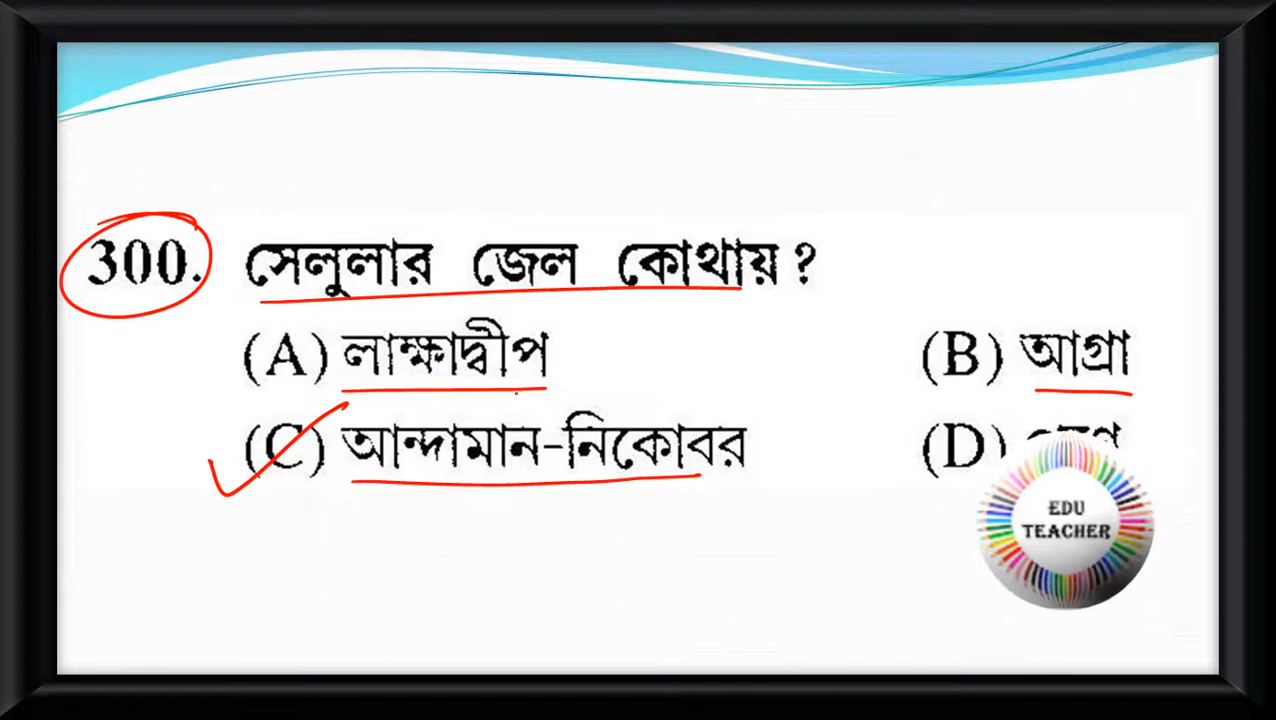 300. সেলুলার জেল কোথায় ?
(A) লাক্ষাদ্বীপ (B) আগ্রা
(C) আন্দামান-নিকোবর (D)
EDU
TEACHER